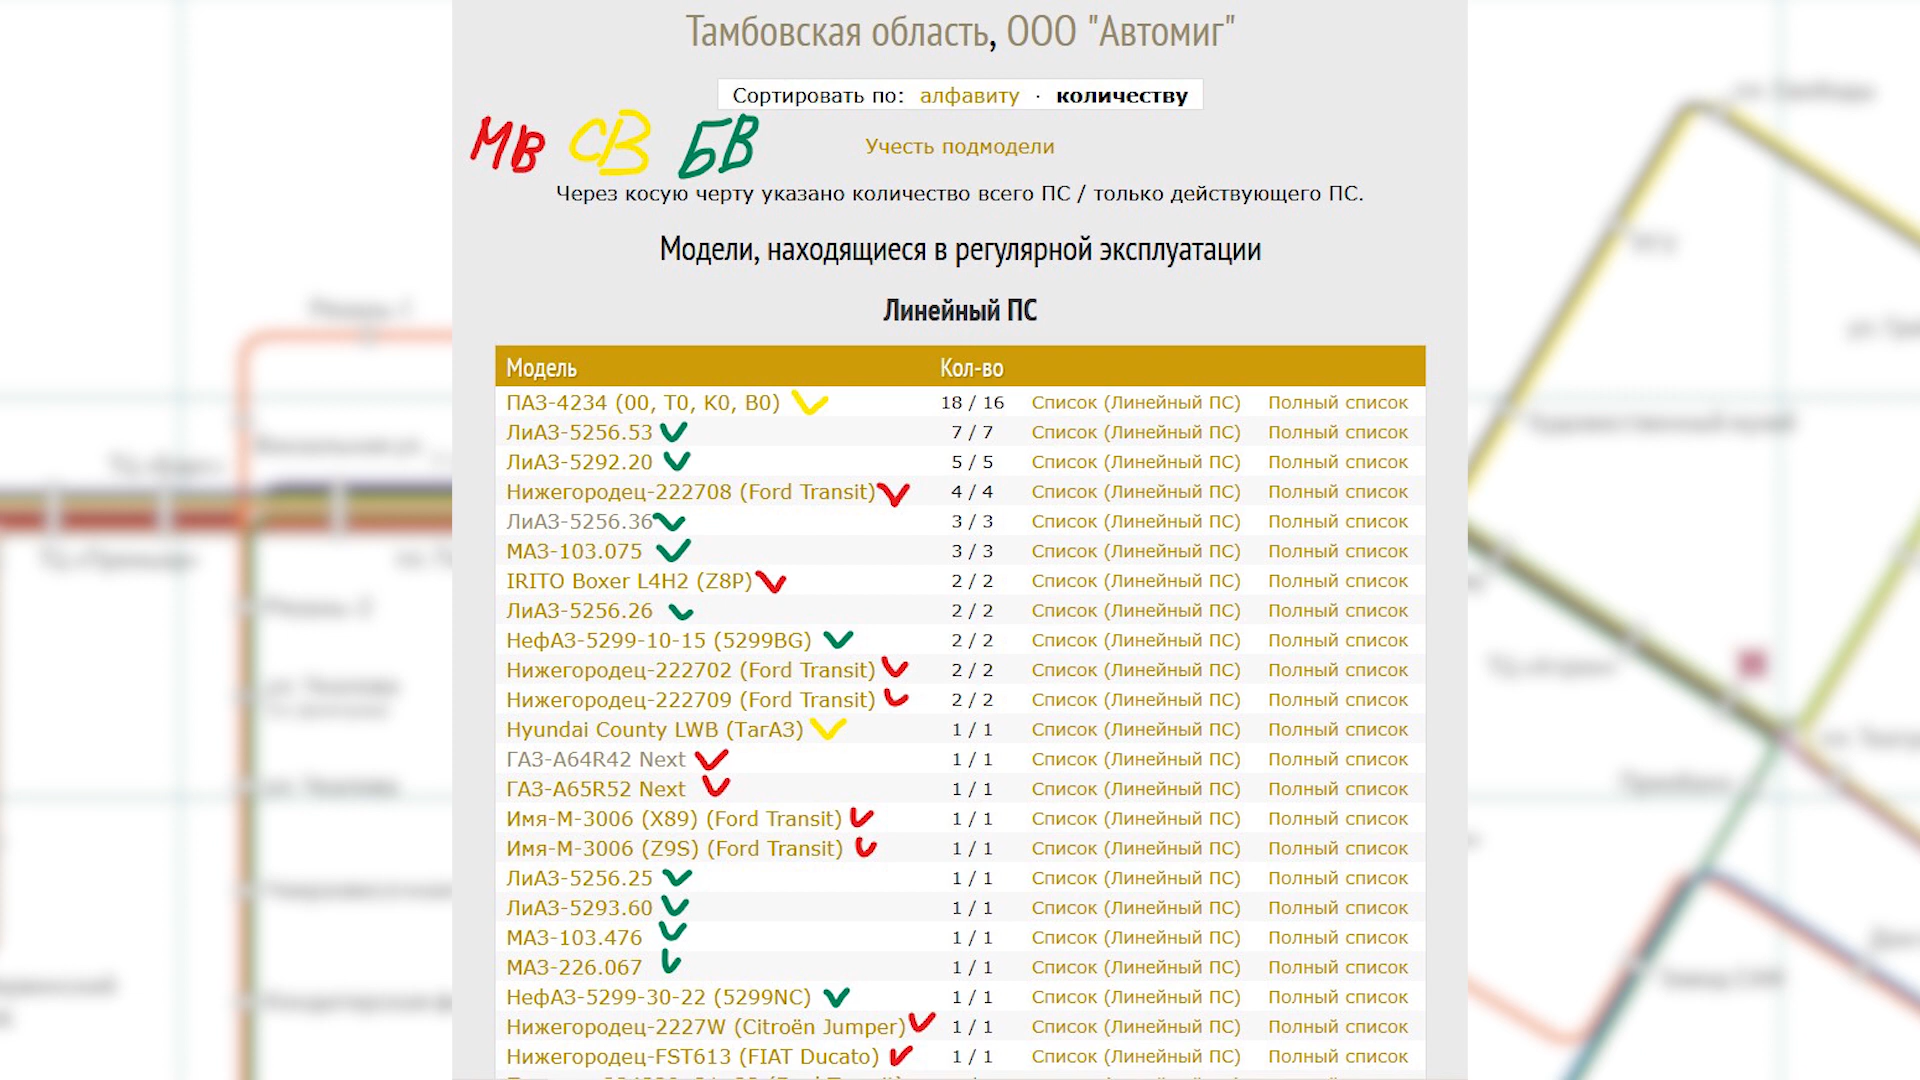 Тамбовская область, ООО "Автомиг"
Сортировать по: алфавиту · количеству
МВ СВ БВ
Учесть подмодели
Через косую черту указано количество всего ПС / только действующего ПС.
Модели, находящиеся в регулярной эксплуатации
Линейный ПС
Модель Кол-во
ПАЗ-4234 (00, Т0, К0, В0) 18 / 16 Список (Линейный ПС) Полный список
ЛиАЗ-5256.53 7 / 7 Список (Линейный ПС) Полный список
ЛиАЗ-5292.20 5 / 5 Список (Линейный ПС) Полный список
Нижегородец-222708 (Ford Transit) 4 / 4 Список (Линейный ПС) Полный список
ЛиАЗ-5256.36 3 / 3 Список (Линейный ПС) Полный список
МАЗ-103.075 3 / 3 Список (Линейный ПС) Полный список
IRITO Boxer L4H2 (Z8P) 2 / 2 Список (Линейный ПС) Полный список
ЛиАЗ-5256.26 2 / 2 Список (Линейный ПС) Полный список
НефАЗ-5299-10-15 (5299BG) 2 / 2 Список (Линейный ПС) Полный список
Нижегородец-222702 (Ford Transit) 2 / 2 Список (Линейный ПС) Полный список
Нижегородец-222709 (Ford Transit) 2 / 2 Список (Линейный ПС) Полный список
Hyundai County LWB (ТагАЗ) 1 / 1 Список (Линейный ПС) Полный список
ГАЗ-A64R42 Next 1 / 1 Список (Линейный ПС) Полный список
ГАЗ-A65R52 Next 1 / 1 Список (Линейный ПС) Полный список
Имя-М-3006 (X89) (Ford Transit) 1 / 1 Список (Линейный ПС) Полный список
Имя-М-3006 (Z9S) (Ford Transit) 1 / 1 Список (Линейный ПС) Полный список
ЛиАЗ-5256.25 1 / 1 Список (Линейный ПС) Полный список
ЛиАЗ-5293.60 1 / 1 Список (Линейный ПС) Полный список
МАЗ-103.476 1 / 1 Список (Линейный ПС) Полный список
МАЗ-226.067 1 / 1 Список (Линейный ПС) Полный список
НефАЗ-5299-30-22 (5299NC) 1 / 1 Список (Линейный ПС) Полный список
Нижегородец-2227W (Citroën Jumper) 1 / 1 Список (Линейный ПС) Полный список
Нижегородец-FST613 (FIAT Ducato) 1 / 1 Список (Линейный ПС) Полный список